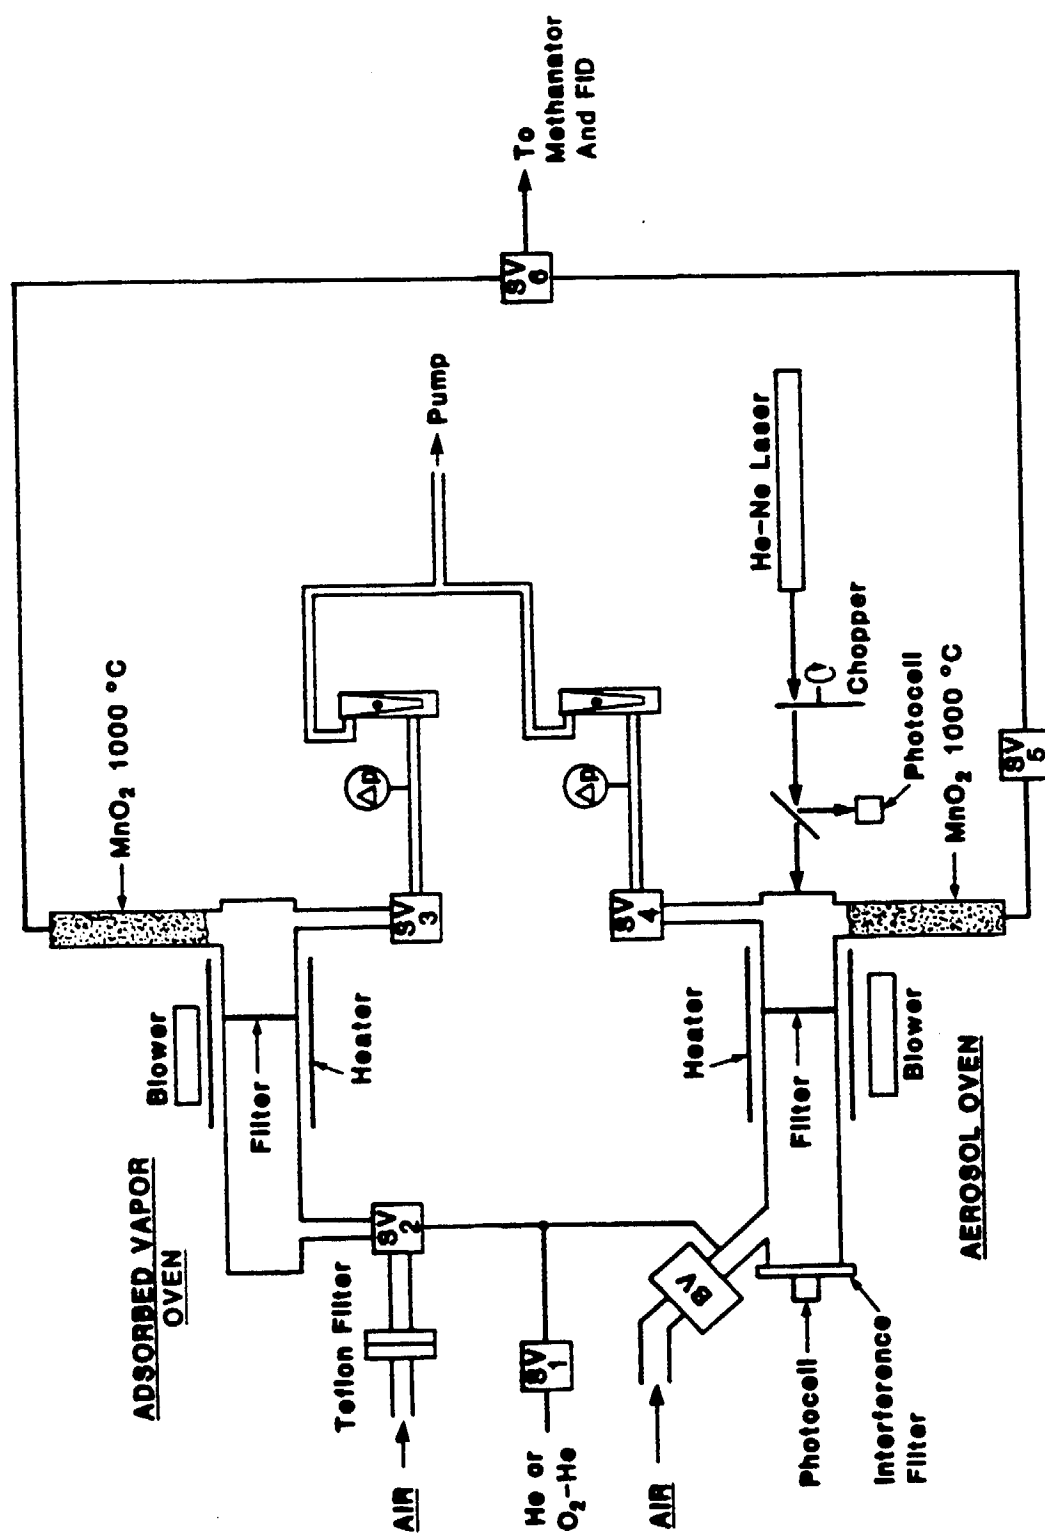 ADSORBED VAPOR
OVEN
Blower
MnO₂ 1000 °C
Filter
Heater
Teflon Filter
AIR
SV
2
SV
3
Δp
Pump
SV
6
To
Methanator
And FID
He or
O₂-He
SV
1
AIR
BV
SV
4
Δp
Heater
Filter
Blower
AEROSOL OVEN
Photocell
Interference
Filter
He-Ne Laser
Chopper
Photocell
MnO₂ 1000 °C
SV
5